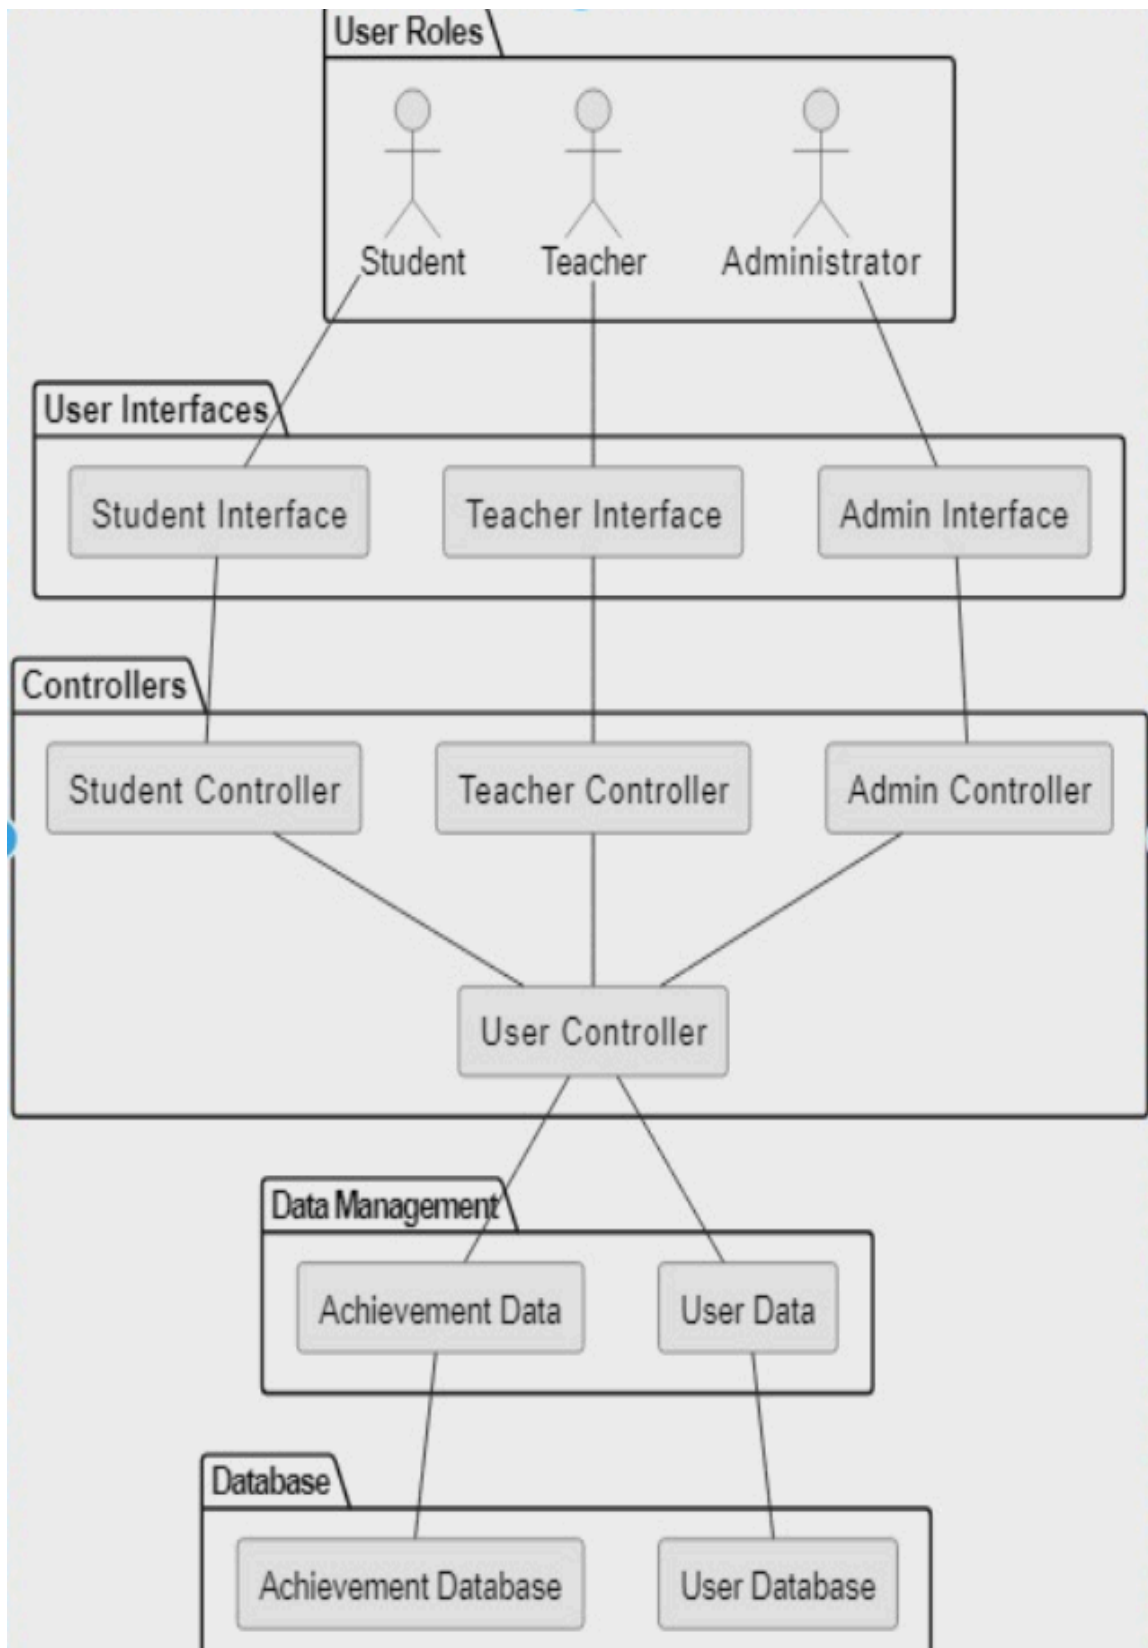 User Roles
Student
Teacher
Administrator
User Interfaces
Student Interface
Teacher Interface
Admin Interface
Controllers
Student Controller
Teacher Controller
Admin Controller
User Controller
Data Management
Achievement Data
User Data
Database
Achievement Database
User Database